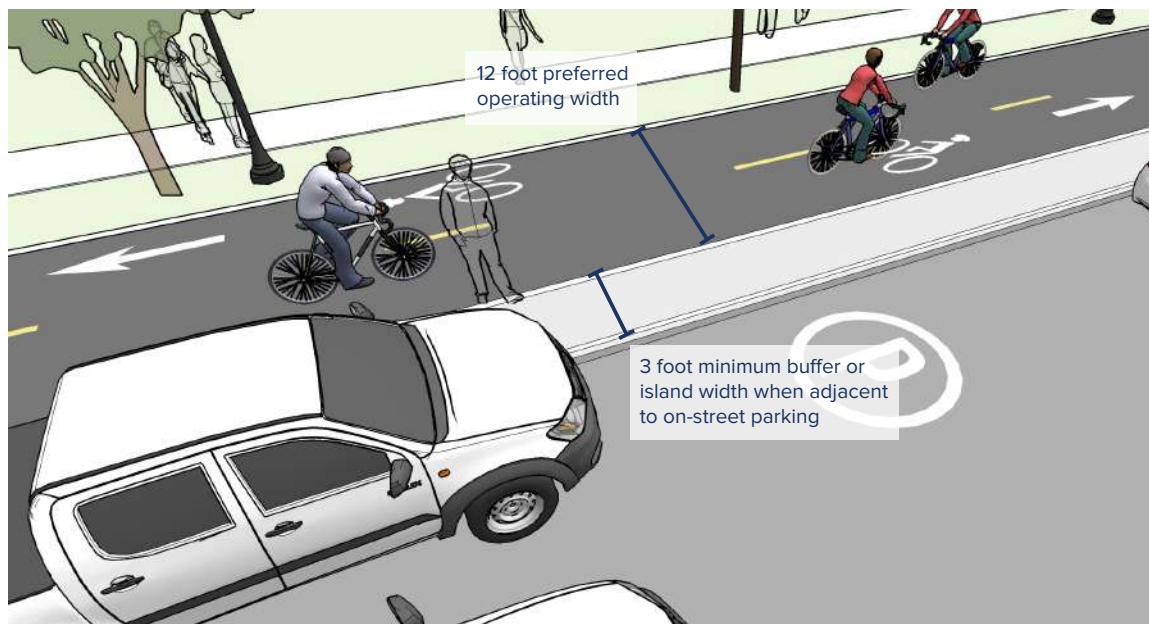 12 foot preferred
operating width
3 foot minimum buffer or
island width when adjacent
to on-street parking
P